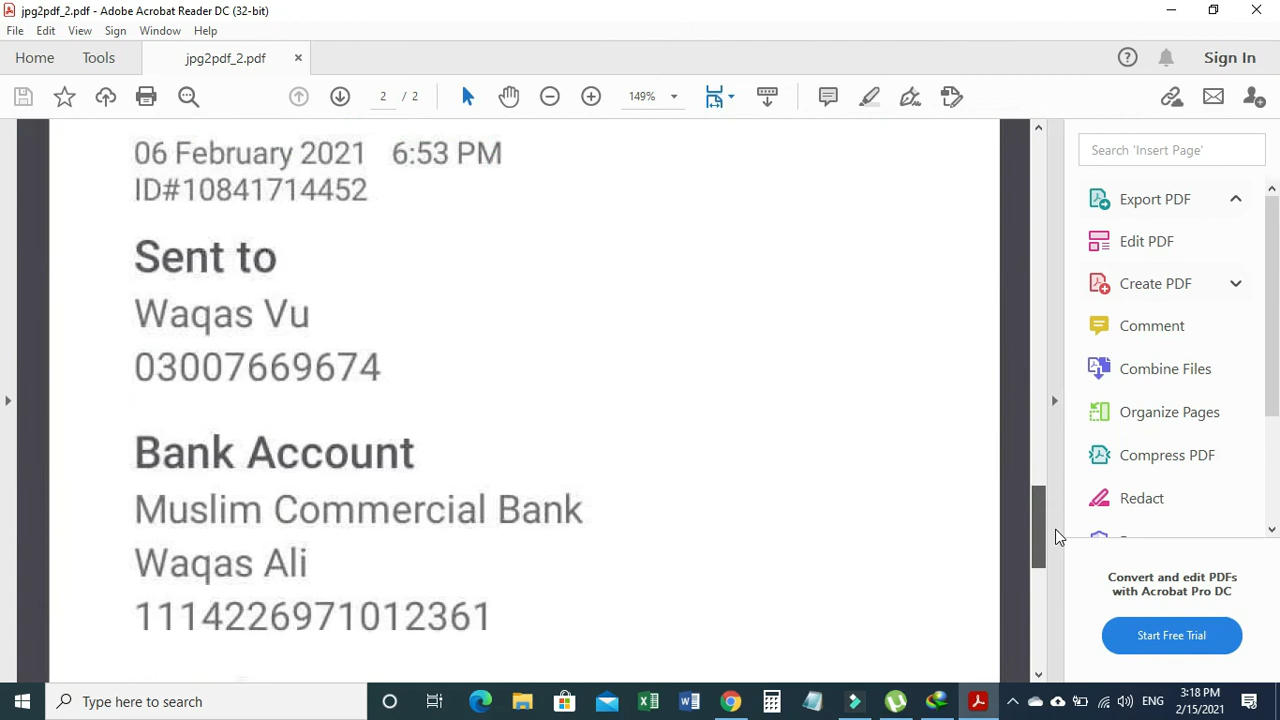 jpg2pdf_2.pdf - Adobe Acrobat Reader DC (32-bit)
File Edit View Sign Window Help
Home Tools jpg2pdf_2.pdf × Sign In
2 / 2 149%
06 February 2021 6:53 PM
ID#10841714452
Sent to
Waqas Vu
03007669674
Bank Account
Muslim Commercial Bank
Waqas Ali
1114226971012361
Search 'Insert Page'
Export PDF
Edit PDF
Create PDF
Comment
Combine Files
Organize Pages
Compress PDF
Redact
Convert and edit PDFs
with Acrobat Pro DC
Start Free Trial
Type here to search
ENG
3:18 PM
2/15/2021